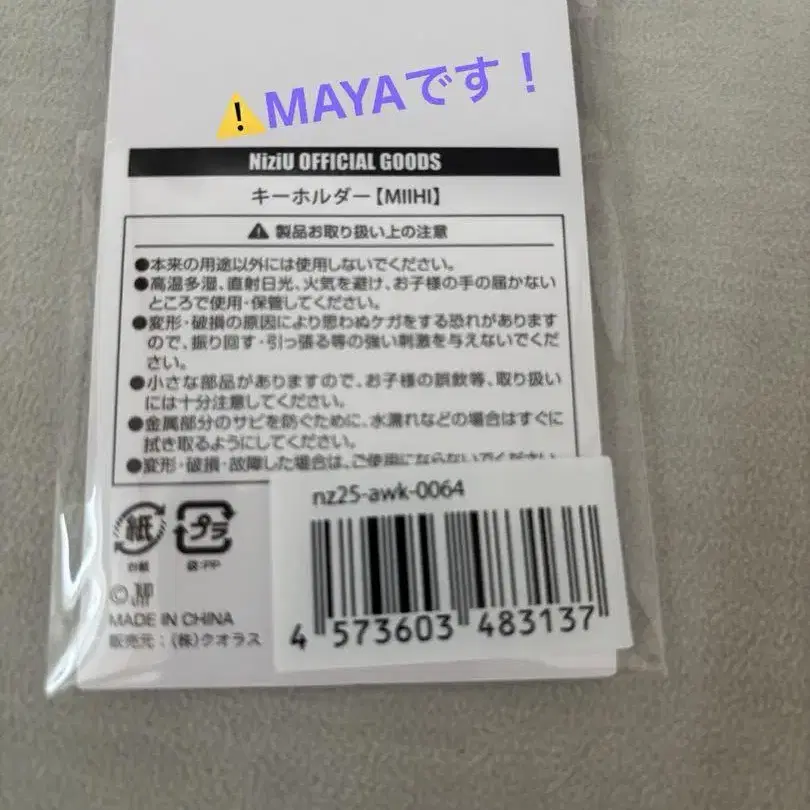 ⚠️MAYAです！
NiziU OFFICIAL GOODS
キーホルダー【MIIHI】
⚠ 製品お取り扱い上の注意
●本来の用途以外には使用しないでください。
●高温多湿、直射日光、火気を避け、お子様の手の届かない
ところで使用・保管してください。
●変形・破損の原因により思わぬケガをする恐れがあります
ので、振り回す・引っ張る等の強い刺激を与えないでくだ
さい。
●小さな部品がありますので、お子様の誤飲等、取り扱い
には十分注意してください。
●金属部分のサビを防ぐために、水濡れなどの場合はすぐに
拭き取るようにしてください。
●変形・破損・故障した場合は、ご使用にならないでください
nz25-awk-0064
紙 プラ
台紙 袋:PP
©
MADE IN CHINA
販売元：（株）クオラス
4 573603 483137